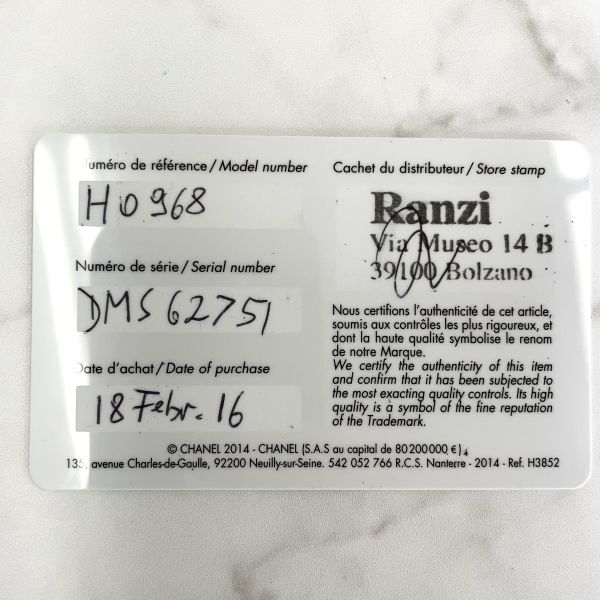 uméro de référence / Model number
H0968
Numéro de série / Serial number
DMS62751
Date d'achat / Date of purchase
18 Febr. 16
Cachet du distributeur / Store stamp
Ranzi
Via Museo 14 B
39100 Bolzano
Nous certifions l'authenticité de cet article,
soumis aux contrôles les plus rigoureux, et
dont la haute qualité symbolise le renom
de notre Marque.
We certify the authenticity of this item
and confirm that it has been subjected to
the most exacting quality controls. Its high
quality is a symbol of the fine reputation
of the Trademark.
© CHANEL 2014 - CHANEL (S.A.S au capital de 80 200 000 €) 4
135, avenue Charles-de-Gaulle, 92200 Neuilly-sur-Seine. 542 052 766 R.C.S. Nanterre - 2014 - Ref. H3852